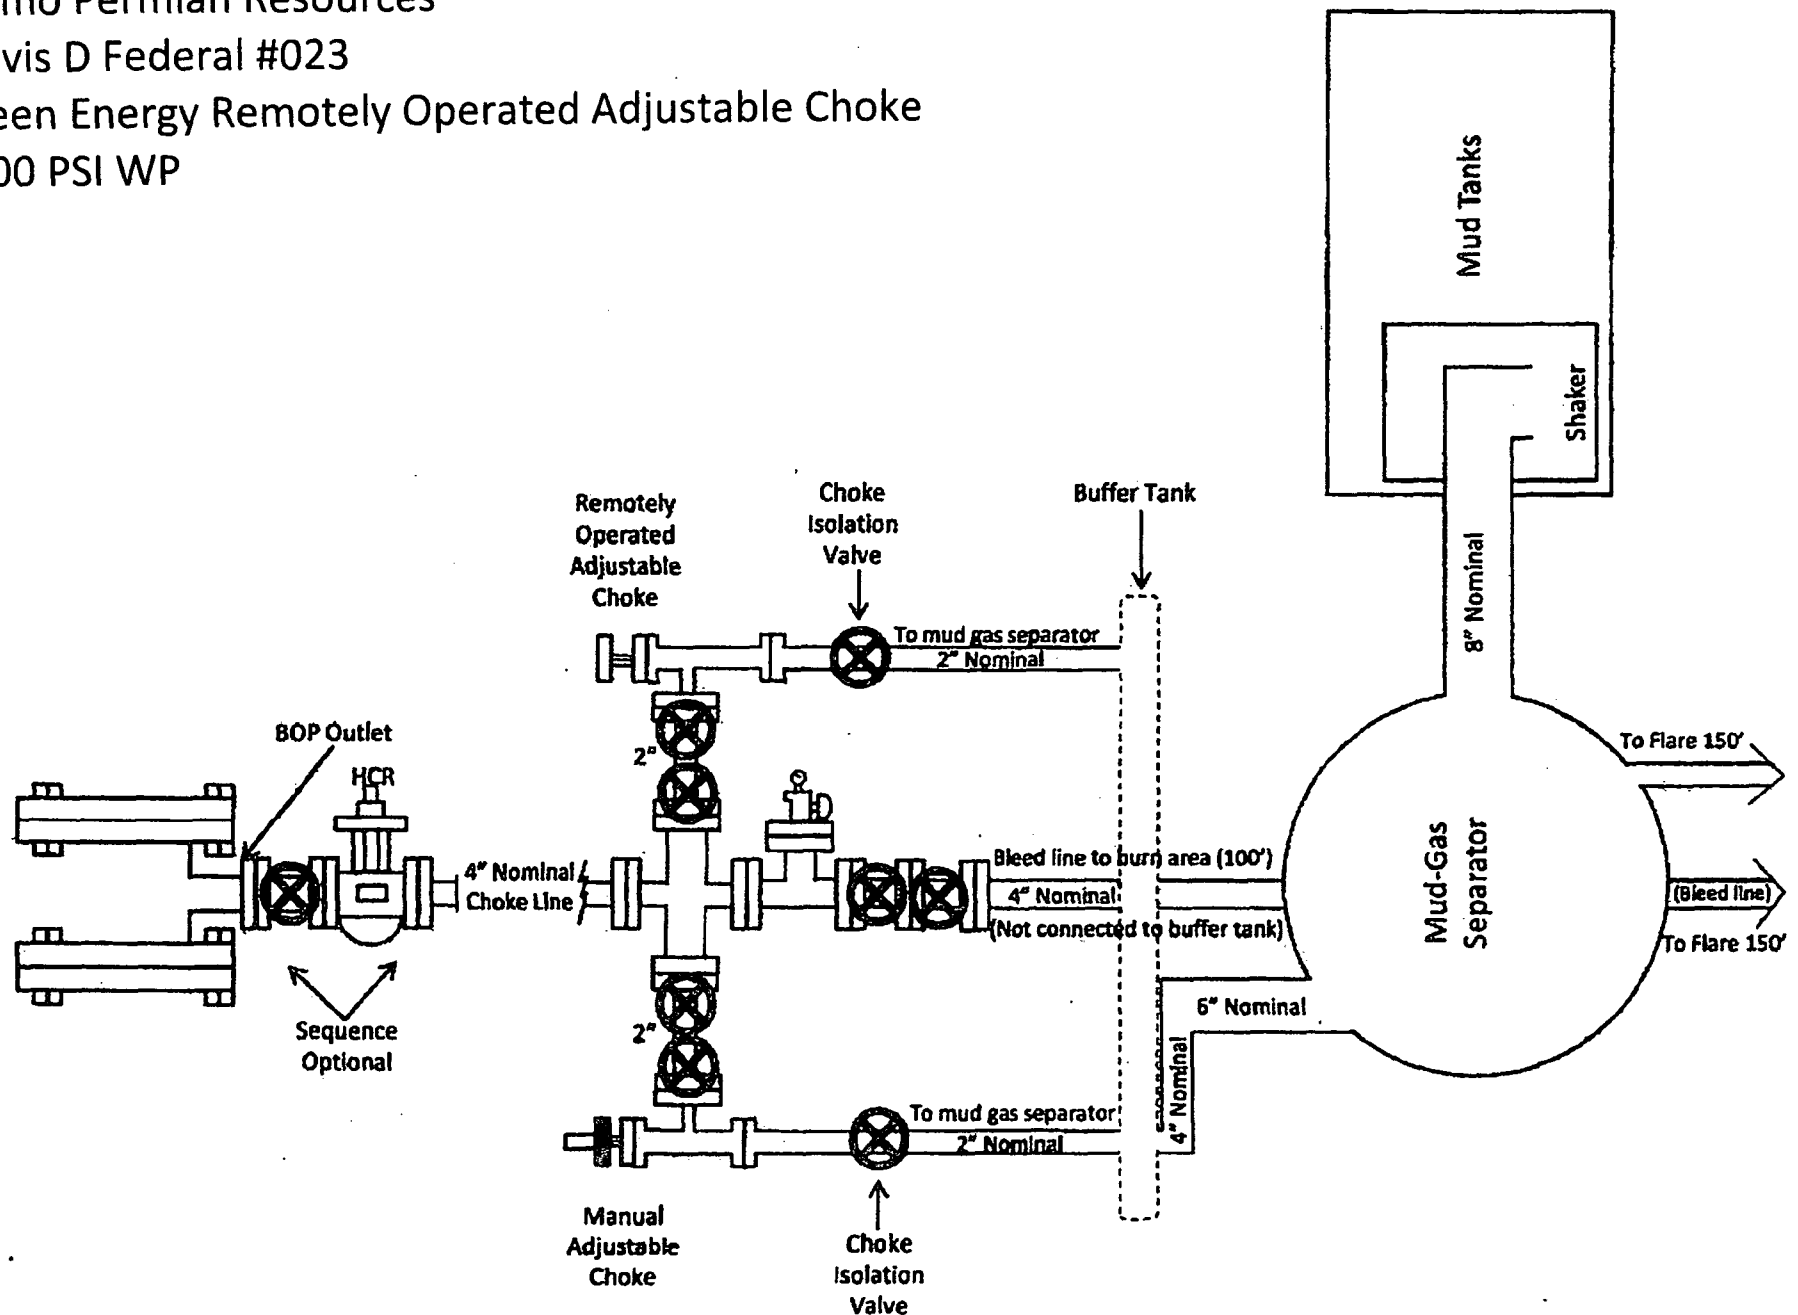 Permian Resources
D Federal #023
Energy Remotely Operated Adjustable Choke
PSI WP
Mud Tanks
Shaker
8" Nominal
Remotely
Operated
Adjustable
Choke
Choke
Isolation
Valve
Buffer Tank
To mud gas separator
2" Nominal
BOP Outlet
HCR
2"
4" Nominal
Choke Line
Bleed line to burn area (100')
4" Nominal
(Not connected to buffer tank)
Mud-Gas
Separator
To Flare 150'
(Bleed line)
To Flare 150'
Sequence
Optional
2"
6" Nominal
4" Nominal
To mud gas separator
2" Nominal
Manual
Adjustable
Choke
Choke
Isolation
Valve